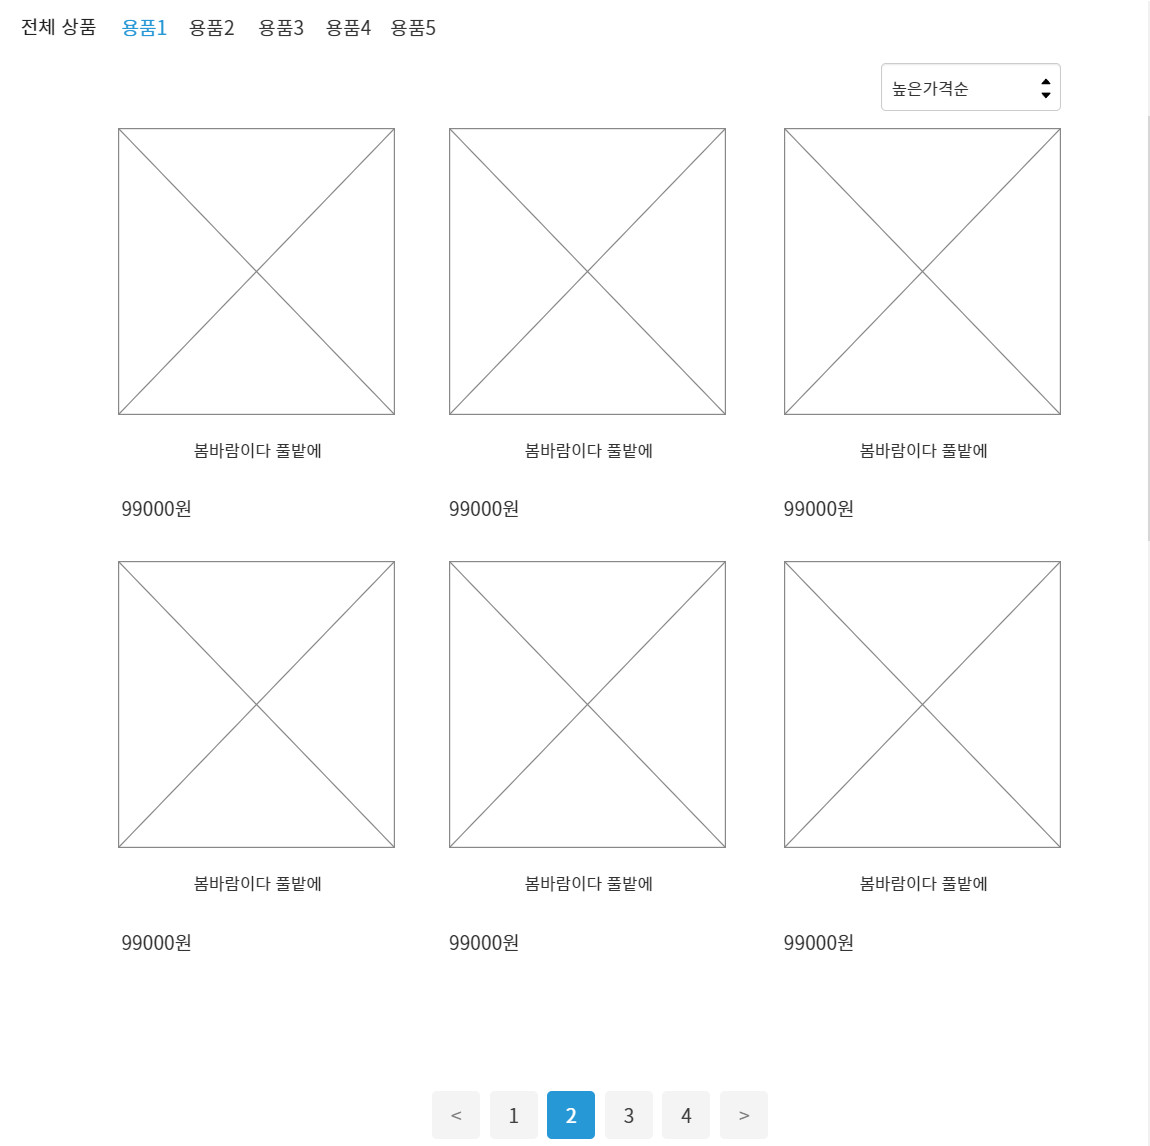 전체 상품 용품1 용품2 용품3 용품4 용품5
높은가격순
봄바람이다 풀밭에 봄바람이다 풀밭에 봄바람이다 풀밭에
99000원 99000원 99000원
봄바람이다 풀밭에 봄바람이다 풀밭에 봄바람이다 풀밭에
99000원 99000원 99000원
< 1 2 3 4 >